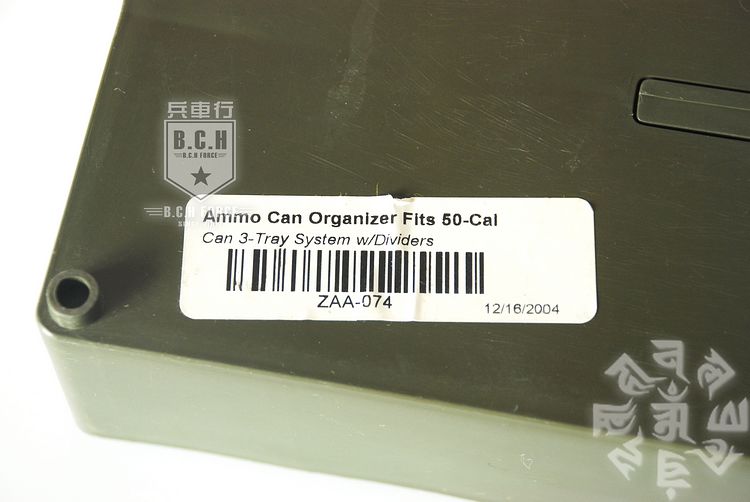 兵車行
B.C.H
B.C.H FORCE
B.C.H FORCE
Ammo Can Organizer Fits 50-Cal
Can 3-Tray System w/Dividers
ZAA-074
12/16/2004